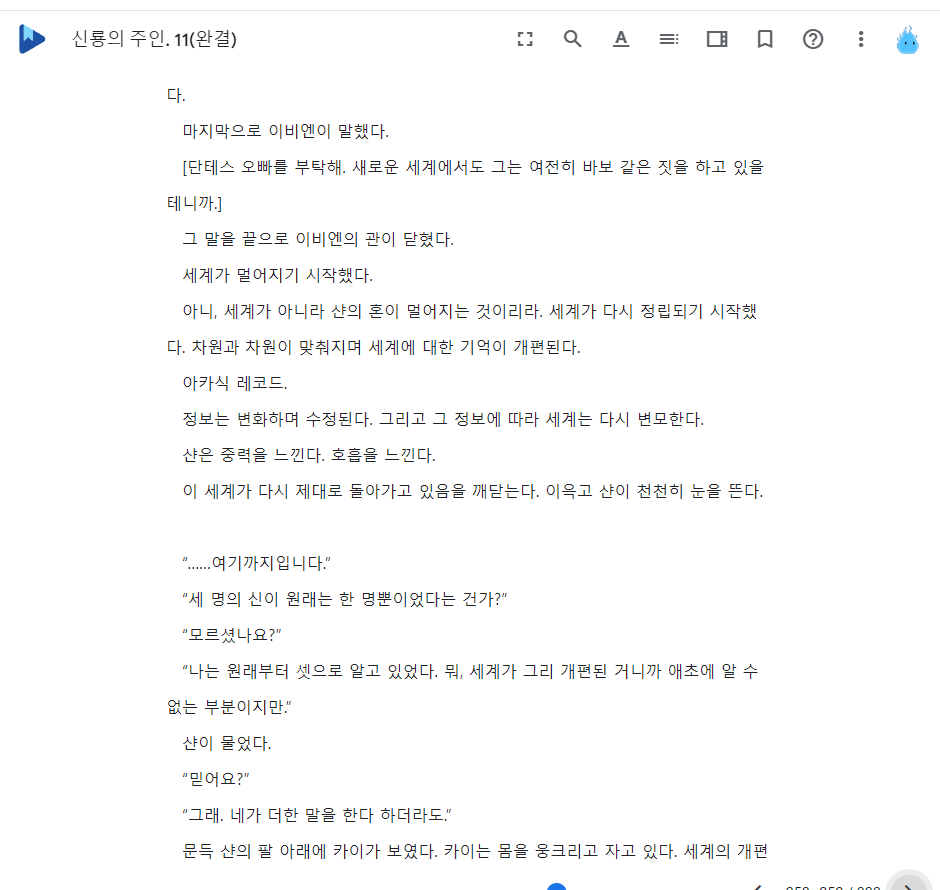 신룡의 주인. 11(완결)
다.
마지막으로 이비엔이 말했다.
[단테스 오빠를 부탁해. 새로운 세계에서도 그는 여전히 바보 같은 짓을 하고 있을
테니까.]
그 말을 끝으로 이비엔의 관이 닫혔다.
세계가 멀어지기 시작했다.
아니, 세계가 아니라 샨의 혼이 멀어지는 것이리라. 세계가 다시 정립되기 시작했
다. 차원과 차원이 맞춰지며 세계에 대한 기억이 개편된다.
아카식 레코드.
정보는 변화하며 수정된다. 그리고 그 정보에 따라 세계는 다시 변모한다.
샨은 중력을 느낀다. 호흡을 느낀다.
이 세계가 다시 제대로 돌아가고 있음을 깨닫는다. 이윽고 샨이 천천히 눈을 뜬다.
“......여기까지입니다.”
“세 명의 신이 원래는 한 명뿐이었다는 건가?”
“모르셨나요?”
“나는 원래부터 셋으로 알고 있었다. 뭐, 세계가 그리 개편된 거니까 애초에 알 수
없는 부분이지만.”
샨이 물었다.
“믿어요?”
“그래. 네가 더한 말을 한다 하더라도.”
문득 샨의 팔 아래에 카이가 보였다. 카이는 몸을 웅크리고 자고 있다. 세계의 개편